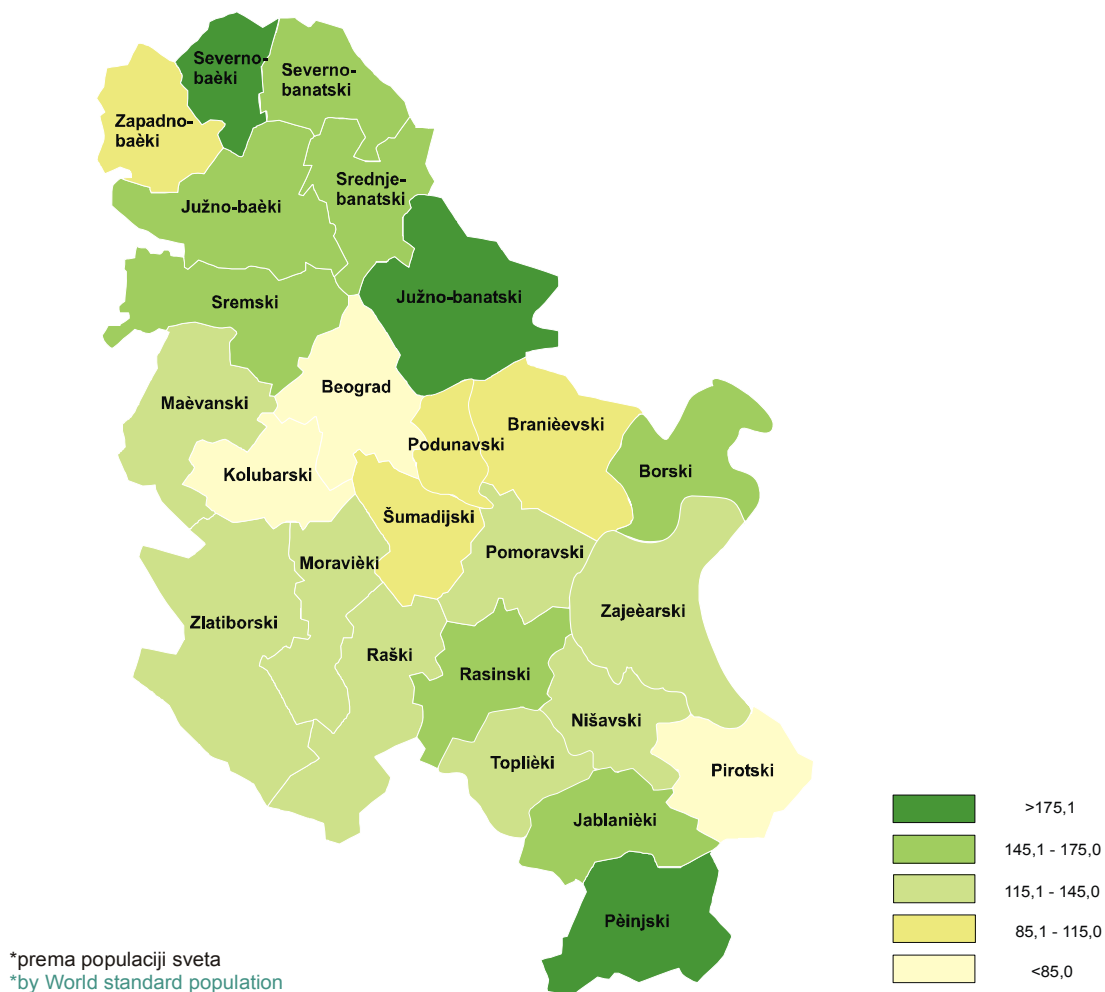 Severno-
baèki
Severno-
banatski
Zapadno-
baèki
Srednje-
banatski
Južno-baèki
Južno-banatski
Sremski
Beograd
Maèvanski
Branièevski
Podunavski
Kolubarski
Borski
Šumadijski
Pomoravski
Moravièki
Zajeèarski
Zlatiborski
Raški
Rasinski
Nišavski
Toplièki
Pirotski
Jablanièki
Pèinjski
>175,1
145,1 - 175,0
115,1 - 145,0
85,1 - 115,0
<85,0
*prema populaciji sveta
*by World standard population